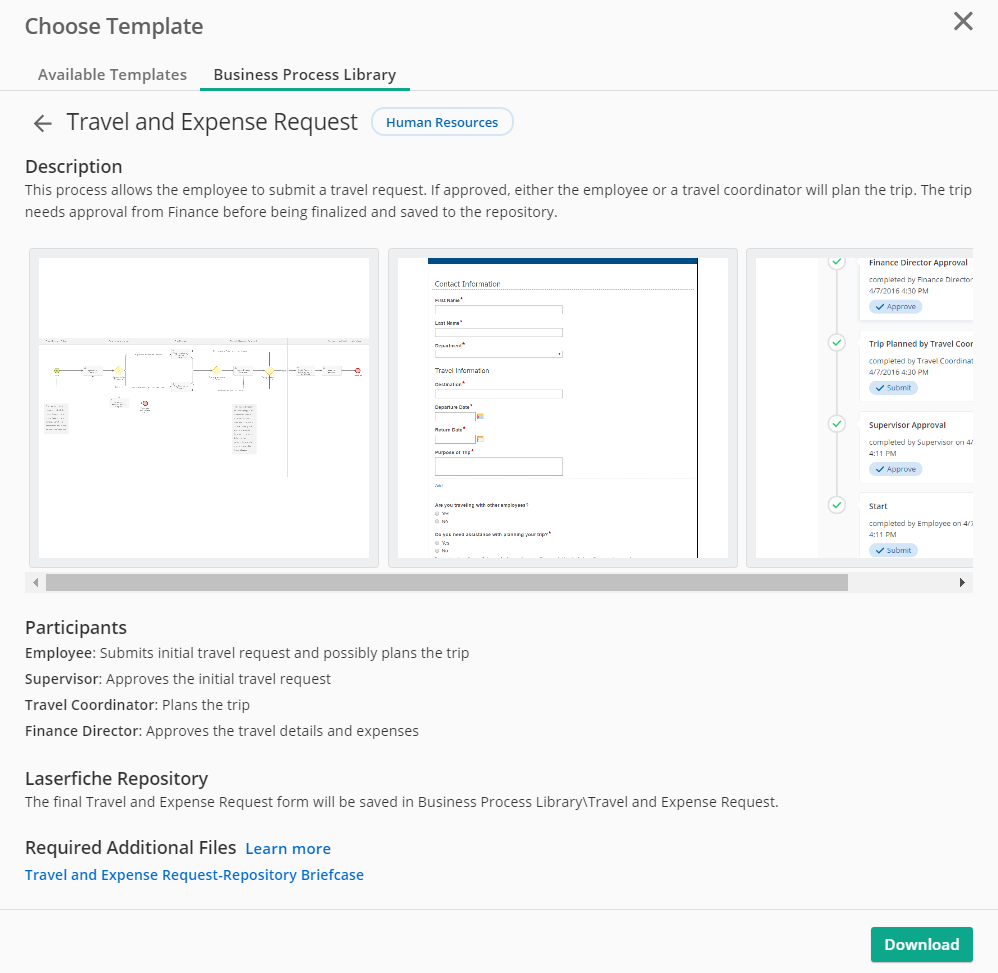 Choose Template
Available Templates
Business Process Library
Travel and Expense Request
Human Resources
Description
This process allows the employee to submit a travel request. If approved, either the employee or a travel coordinator will plan the trip. The trip
needs approval from Finance before being finalized and saved to the repository.
Contact Information
First Name*
Last Name*
Department*
Travel Information
Destination*
Departure Date*
Return Date*
Purpose of Trip*
Add
Are you traveling with other employees?
Yes
No
Do you need assistance with planning your trip?*
Yes
No
Finance Director Approval
completed by Finance Director
4/7/2016 4:30 PM
Approve
Trip Planned by Travel Coor
completed by Travel Coordinat
4/7/2016 4:30 PM
Submit
Supervisor Approval
completed by Supervisor on 4/
4:11 PM
Approve
Start
completed by Employee on 4/7
4:11 PM
Submit
Participants
Employee: Submits initial travel request and possibly plans the trip
Supervisor: Approves the initial travel request
Travel Coordinator: Plans the trip
Finance Director: Approves the travel details and expenses
Laserfiche Repository
The final Travel and Expense Request form will be saved in Business Process Library\Travel and Expense Request.
Required Additional Files Learn more
Travel and Expense Request-Repository Briefcase
Download